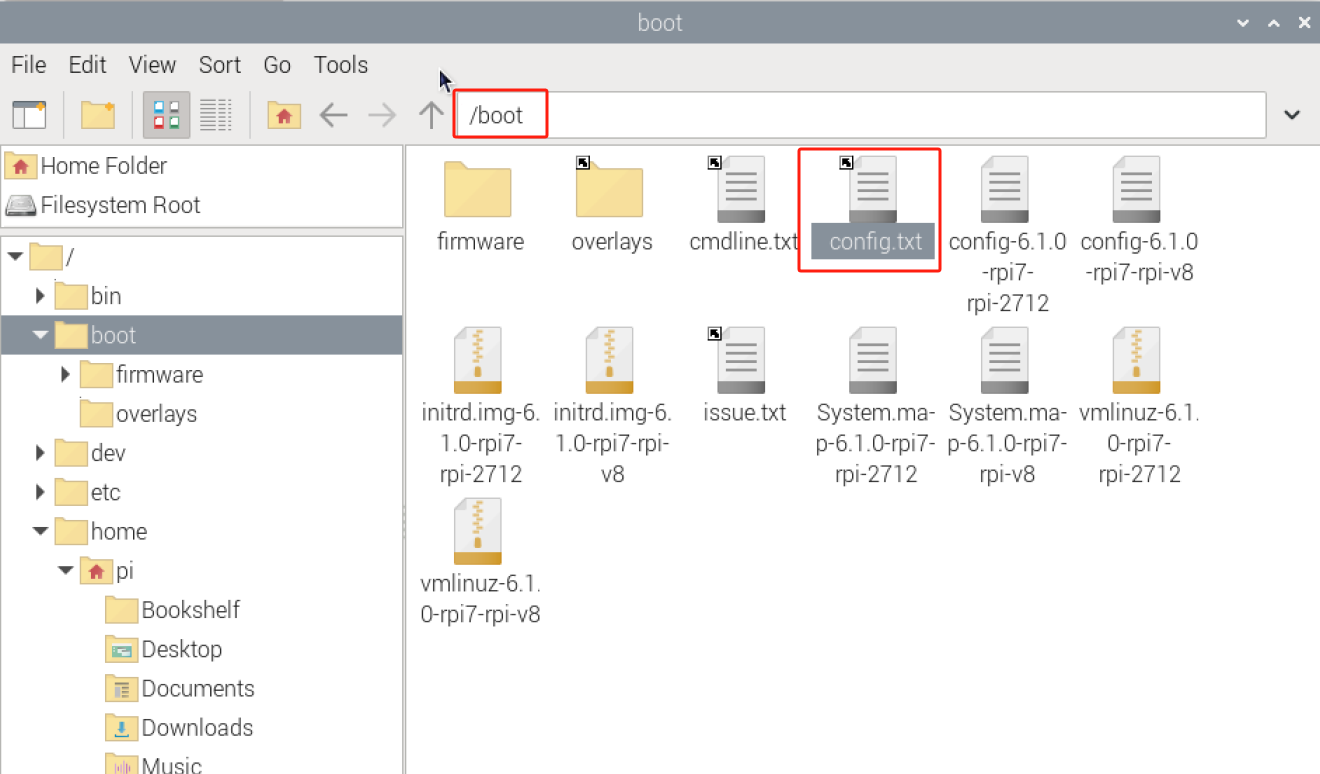 boot
File Edit View Sort Go Tools
/boot
Home Folder
Filesystem Root
/
bin
boot
firmware
overlays
dev
etc
home
pi
Bookshelf
Desktop
Documents
Downloads
Music
firmware
overlays
cmdline.txt
config.txt
config-6.1.0
-rpi7-
rpi-2712
config-6.1.0
-rpi7-rpi-v8
initrd.img-6.
1.0-rpi7-
rpi-2712
initrd.img-6.
1.0-rpi7-rpi-
v8
issue.txt
System.ma-
p-6.1.0-rpi7-
rpi-2712
System.ma-
p-6.1.0-rpi7-
rpi-v8
vmlinuz-6.1.
0-rpi7-
rpi-2712
vmlinuz-6.1.
0-rpi7-rpi-v8